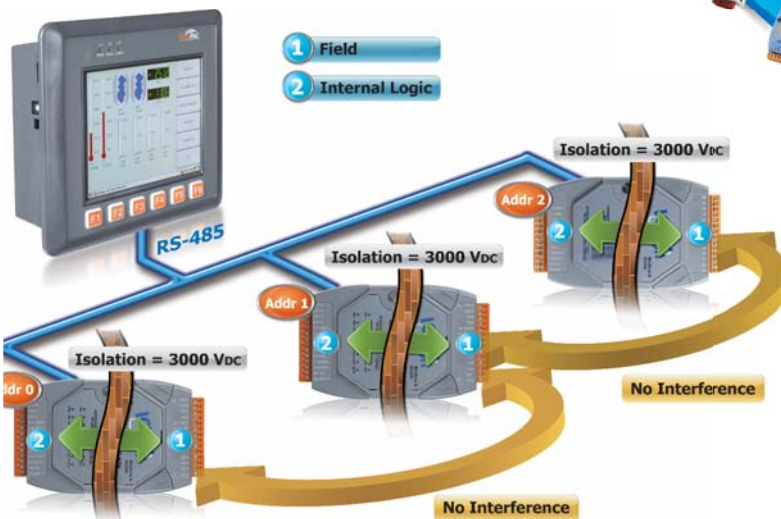 1 Field
2 Internal Logic
Isolation = 3000 VDC
Addr 2
2
1
F1 F2 F3 F4 F5 F6
RS-485
Isolation = 3000 VDC
Addr 1
2
1
Isolation = 3000 VDC
ddr 0
2
1
No Interference
No Interference